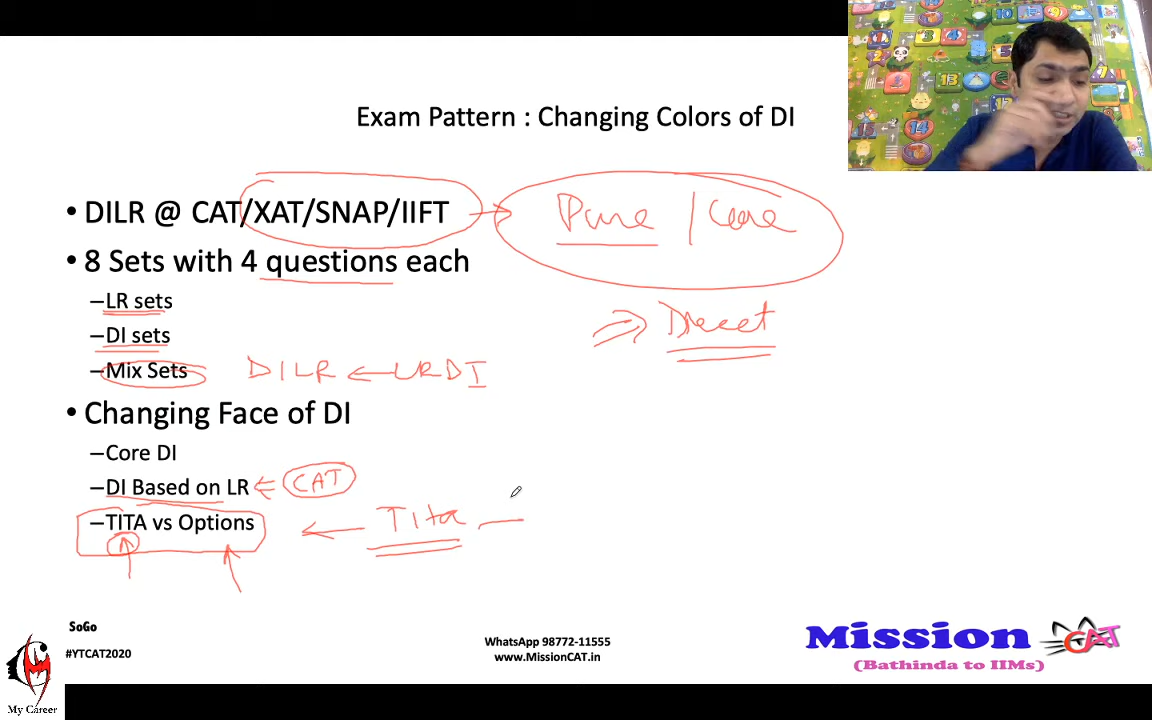 Exam Pattern : Changing Colors of DI
• DILR @ CAT/XAT/SNAP/IIFT → Pure / Core
• 8 Sets with 4 questions each
–LR sets
⇒ Direct
–DI sets
–Mix Sets DILR ← LRDI
• Changing Face of DI
–Core DI
–DI Based on LR ← CAT
–TITA vs Options ← Tita —
SoGo
#YTCAT2020
WhatsApp 98772-11555
www.MissionCAT.in
Mission CAT
(Bathinda to IIMs)
My Career